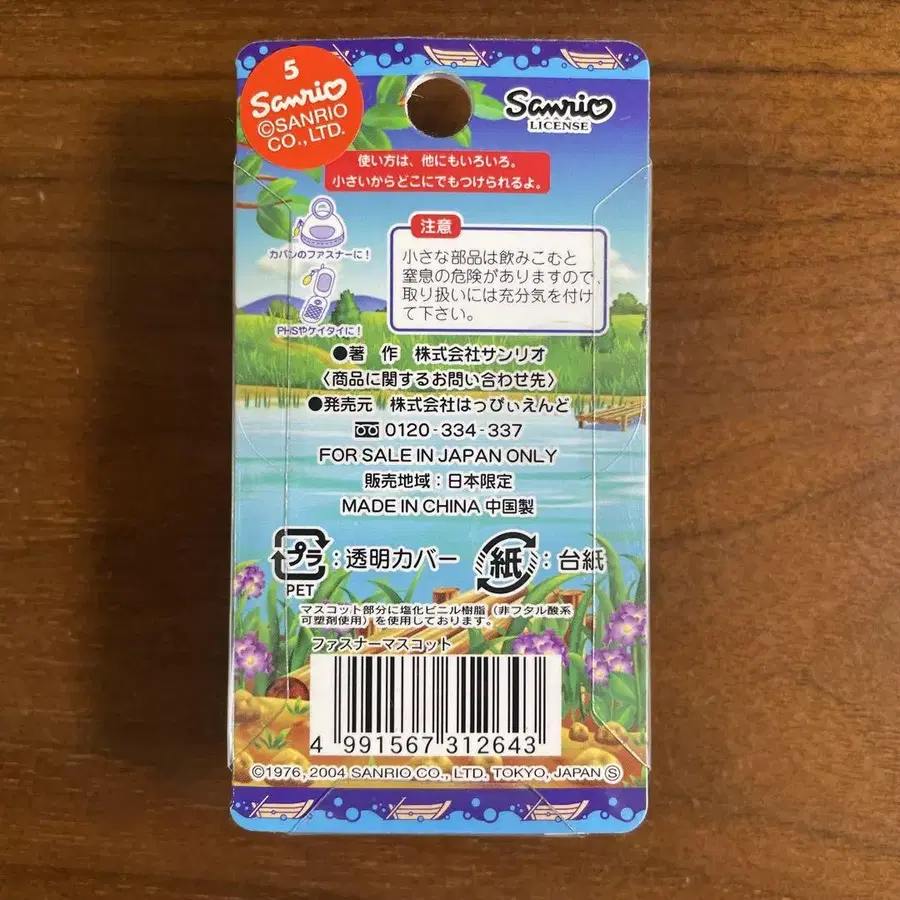 5
Sanrio
©SANRIO
CO., LTD.
Sanrio
LICENSE
使い方は、他にもいろいろ。
小さいからどこにでもつけられるよ。
カバンのファスナーに!
PHSやケイタイに!
注意
小さな部品は飲みこむと
窒息の危険がありますので、
取り扱いには充分気を付け
て下さい。
●著 作 株式会社サンリオ
〈商品に関するお問い合わせ先〉
●発売元 株式会社はっぴぃえんど
0120-334-337
FOR SALE IN JAPAN ONLY
販売地域：日本限定
MADE IN CHINA 中国製
プラ：透明カバー
PET
紙：台紙
マスコット部分に塩化ビニル樹脂（非フタル酸系
可塑剤使用）を使用しております。
ファスナーマスコット
4 991567 312643
©1976, 2004 SANRIO CO., LTD. TOKYO, JAPAN Ⓢ